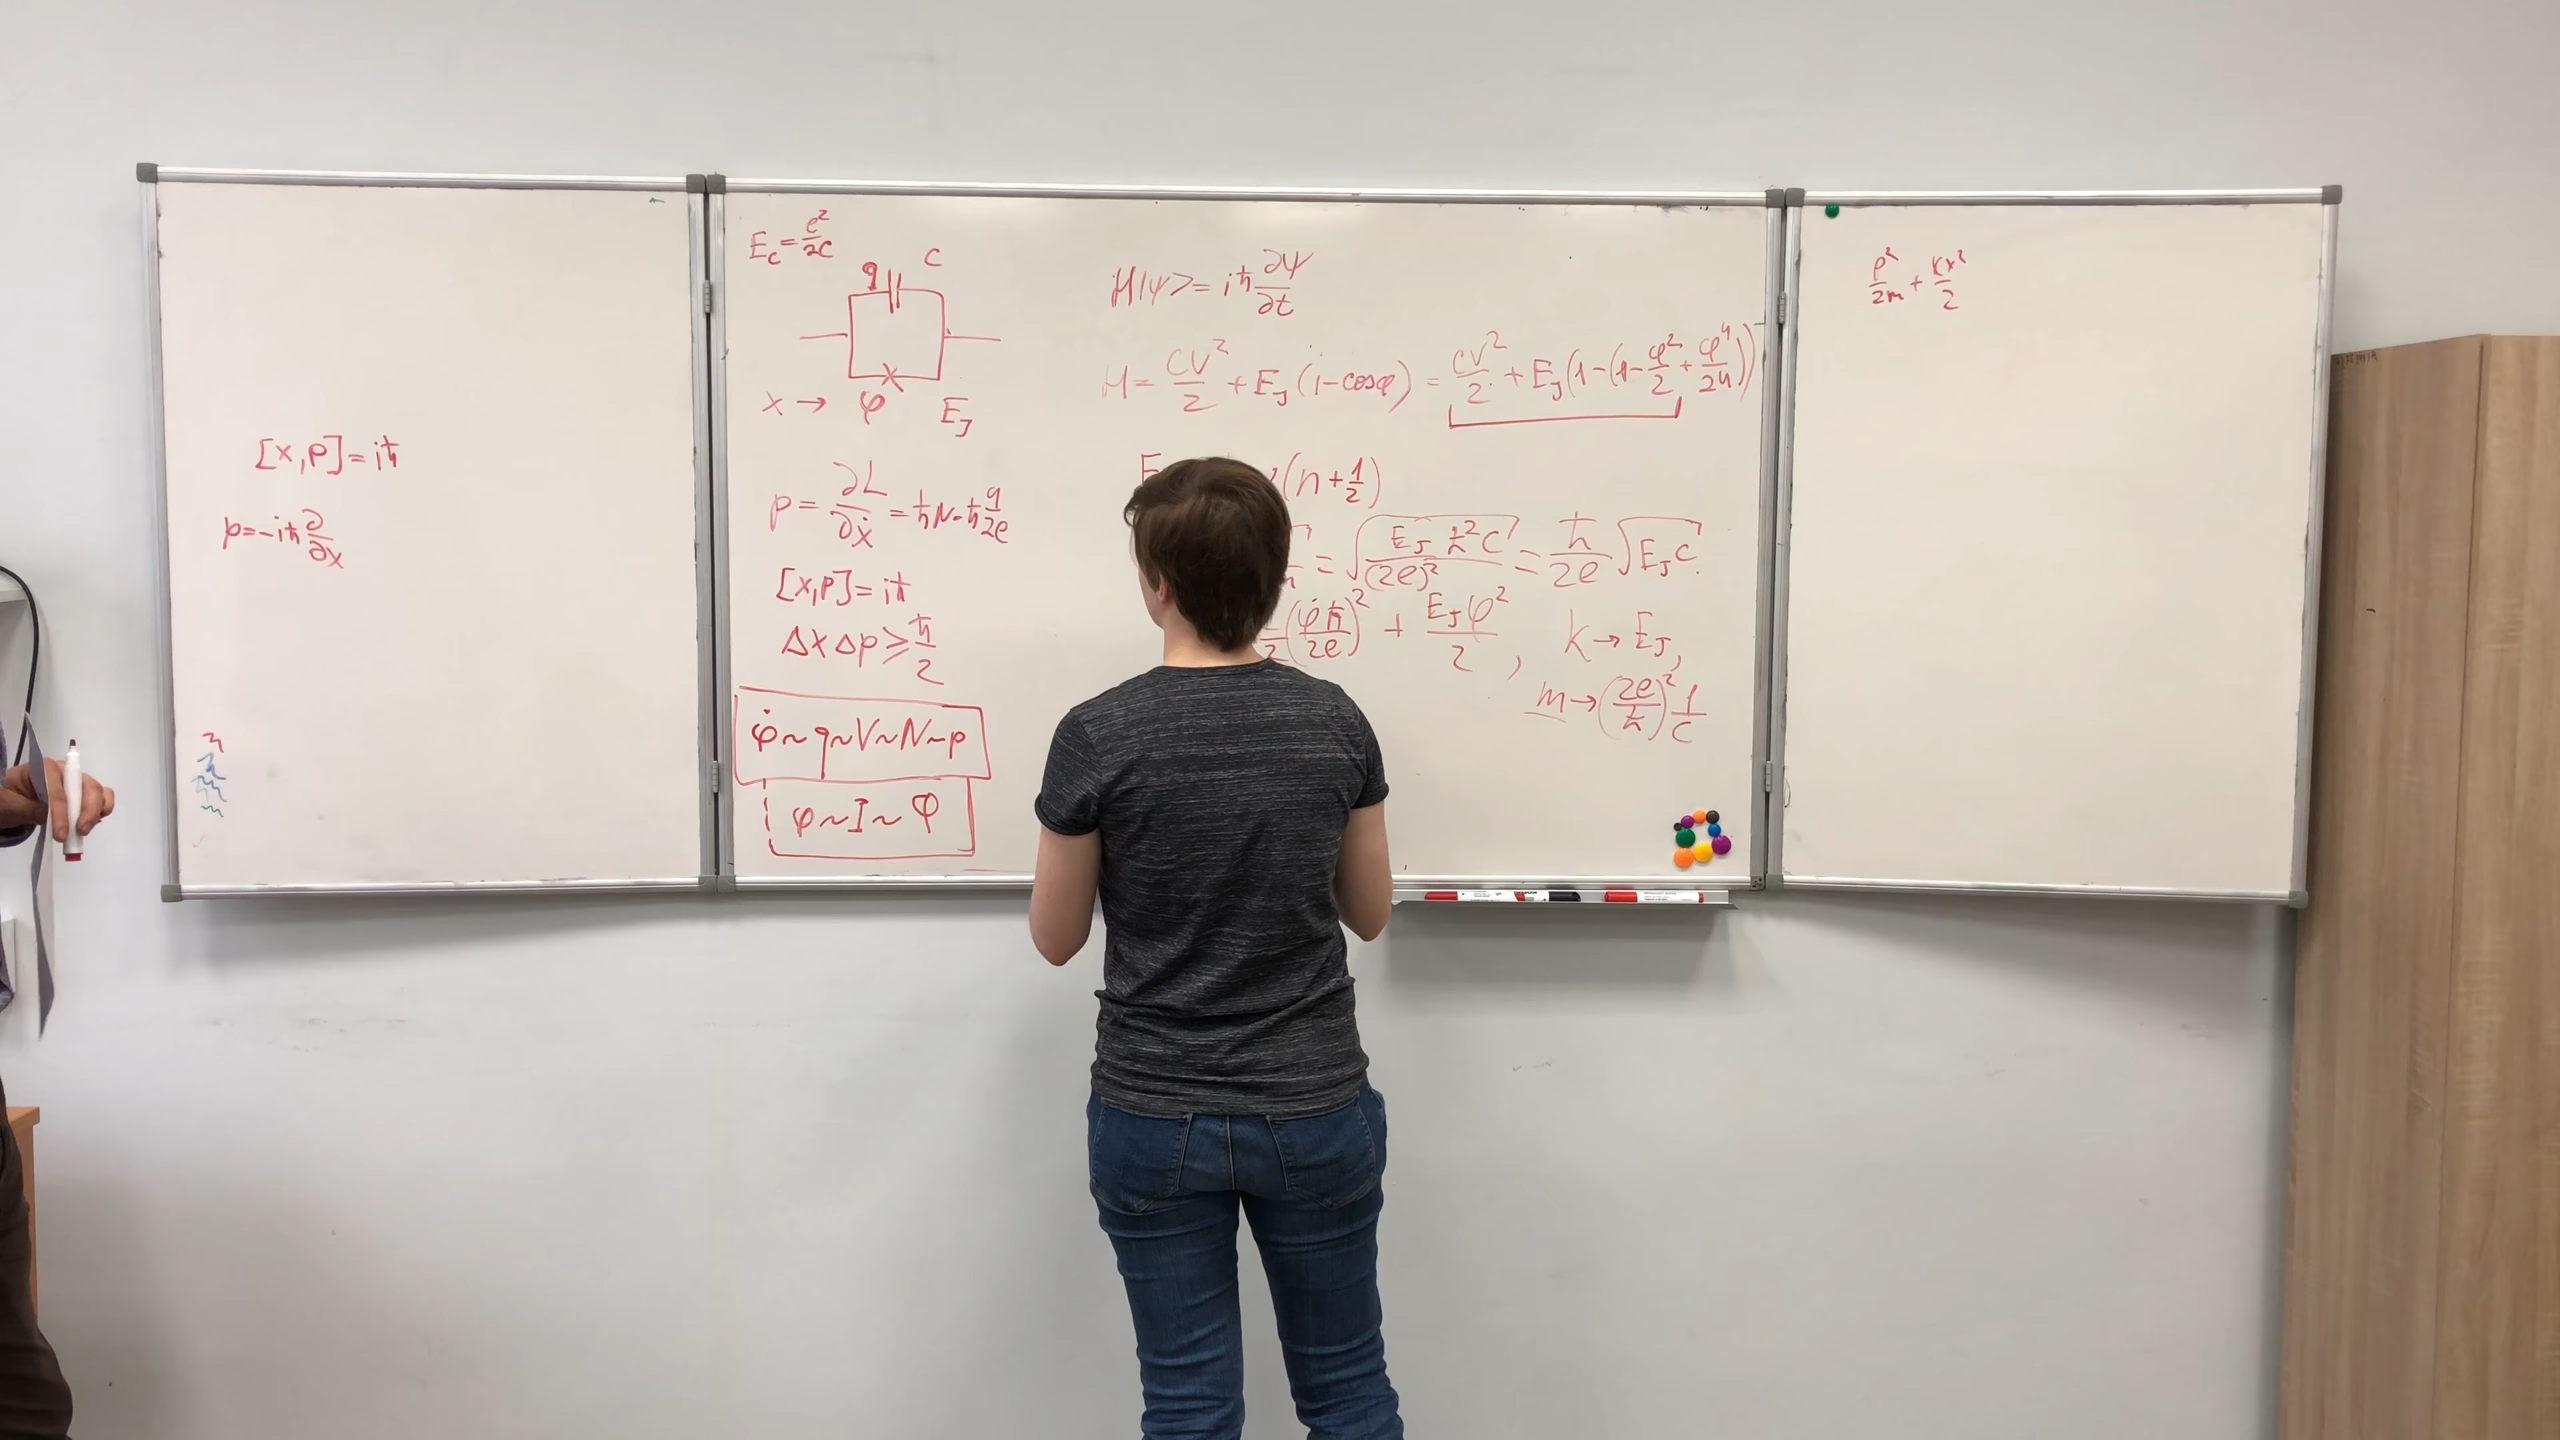 [x,p]=iħ
p=-iħ ∂/∂x
E_C = e²/2C
q C
x → φ E_J
p = ∂L/∂ẋ = ħN = ħ q/2e
[x,p]=iħ
Δx Δp ⩾ ħ/2
φ̇ ~ q ~ V ~ N ~ p
φ ~ I ~ Φ
H|ψ> = iħ ∂ψ/∂t
H = CV²/2 + E_J (1-cosφ) = CV²/2 + E_J(1-(1-φ²/2+φ⁴/24))
(n+1/2)
= √(E_J ħ²C/(2e)²) = ħ/2e √(E_J C)
(φ̇ħ/2e)² + E_Jφ²/2 , k → E_J,
m → (2e/ħ)² 1/C
p²/2m + kx²/2